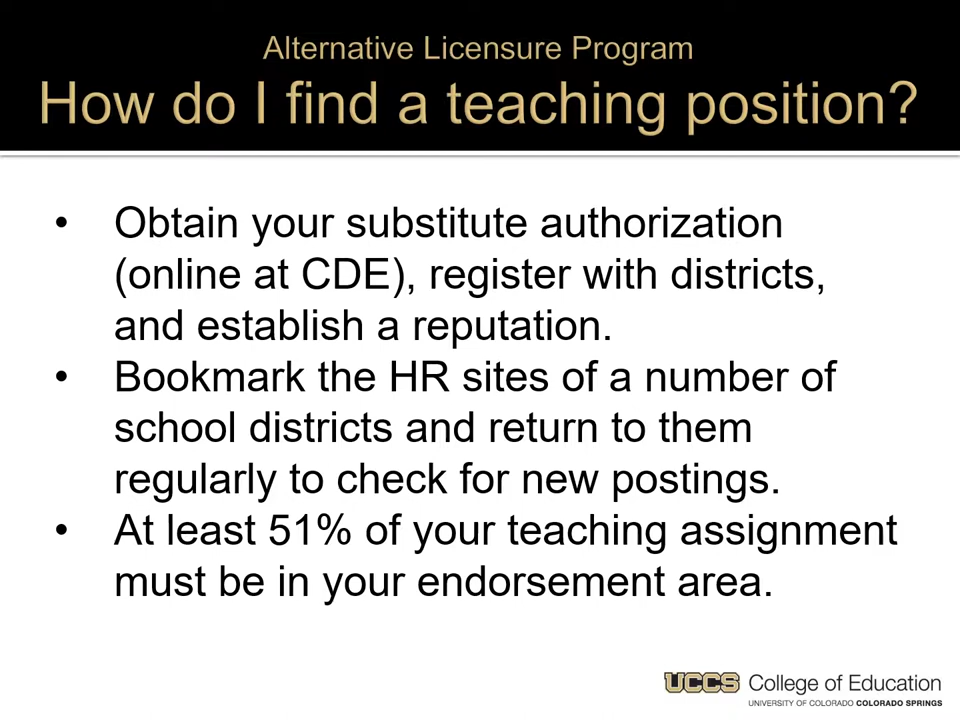 Alternative Licensure Program
How do I find a teaching position?
• Obtain your substitute authorization
(online at CDE), register with districts,
and establish a reputation.
• Bookmark the HR sites of a number of
school districts and return to them
regularly to check for new postings.
• At least 51% of your teaching assignment
must be in your endorsement area.
UCCS College of Education
UNIVERSITY OF COLORADO COLORADO SPRINGS